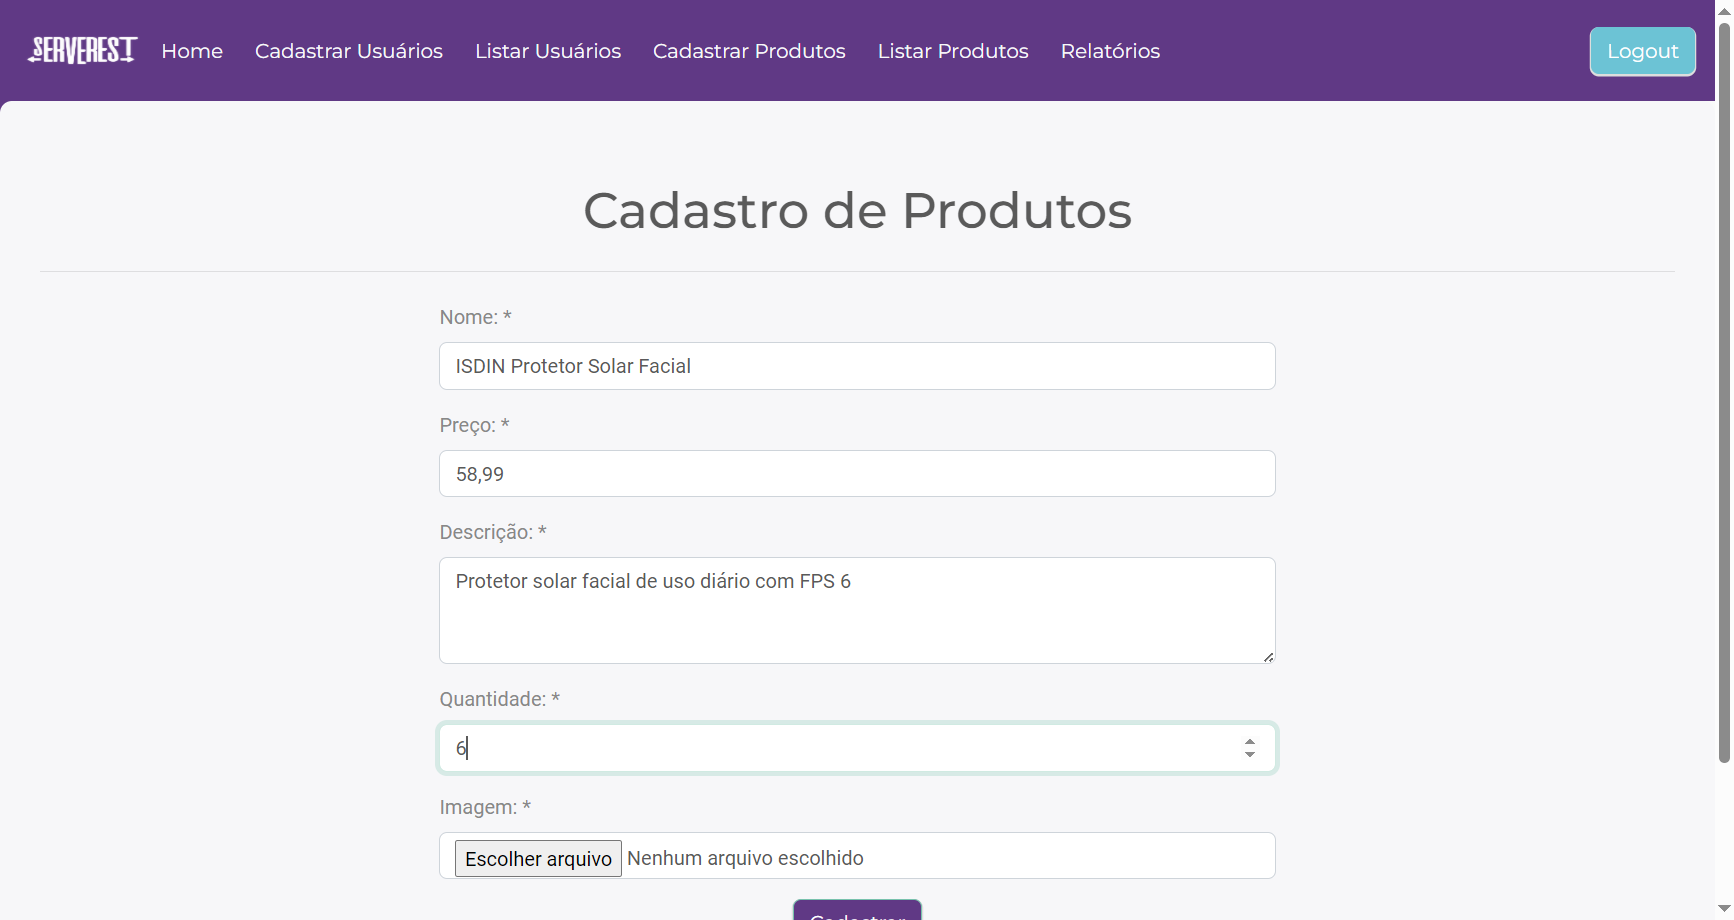 SERVEREST Home Cadastrar Usuários Listar Usuários Cadastrar Produtos Listar Produtos Relatórios Logout
Cadastro de Produtos
Nome: *
ISDIN Protetor Solar Facial
Preço: *
58,99
Descrição: *
Protetor solar facial de uso diário com FPS 6
Quantidade: *
6
Imagem: *
Escolher arquivo Nenhum arquivo escolhido
Cadastrar